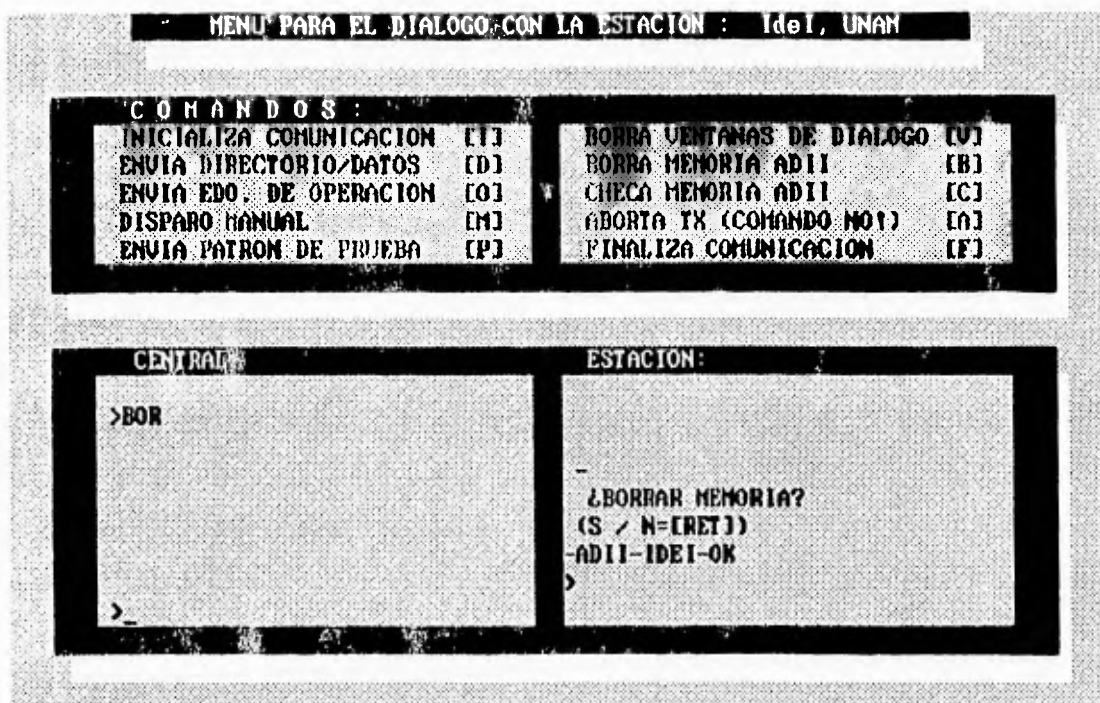 MENU PARA EL DIALOGO CON LA ESTACION : IdeI, UNAM
C O M A N D O S :
INICIALIZA COMUNICACION [I]
ENVIA DIRECTORIO/DATOS [D]
ENVIA EDO. DE OPERACION [O]
DISPARO MANUAL [M]
ENVIA PATRON DE PRUEBA [P]
BORRA VENTANAS DE DIALOGO [V]
BORRA MEMORIA ADII [B]
CHECA MEMORIA ADII [C]
ABORTA TX (COMANDO NO!) [A]
FINALIZA COMUNICACION [F]
CENTRAL:
>BOR
>_
ESTACION:
_
¿BORRAR MEMORIA?
(S / N=[RET])
-ADII-IDEI-OK
>